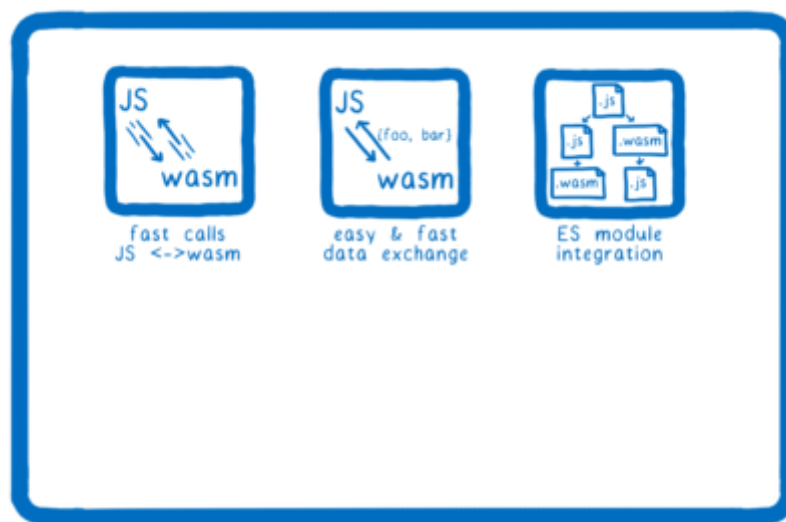 JS
wasm
fast calls
JS <->wasm
JS
{foo, bar}
wasm
easy & fast
data exchange
.js
.js
.wasm
.wasm
.js
ES module
integration